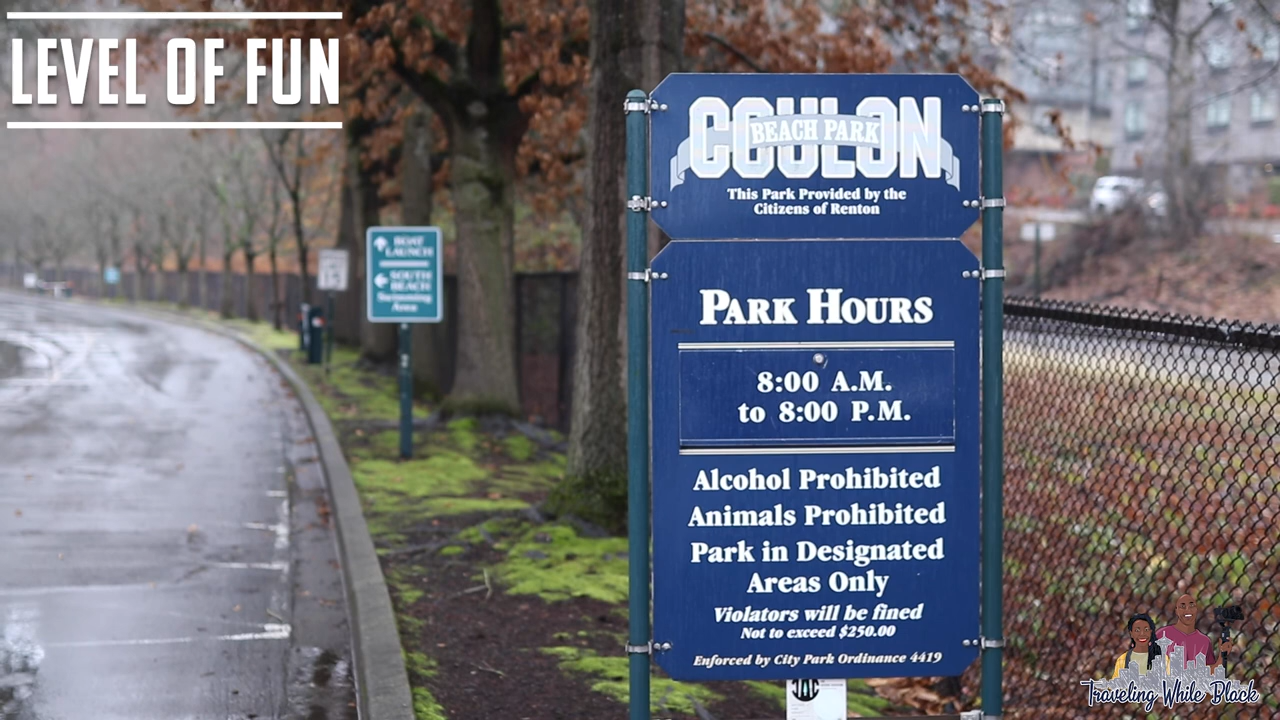 LEVEL OF FUN
COULON
BEACH PARK
This Park Provided by the
Citizens of Renton
PARK HOURS
8:00 A.M.
to 8:00 P.M.
Alcohol Prohibited
Animals Prohibited
Park in Designated
Areas Only
Violators will be fined
Not to exceed $250.00
Enforced by City Park Ordinance 4419
BOAT
LAUNCH
SOUTH
BEACH
Swimming
Area
Traveling While Black